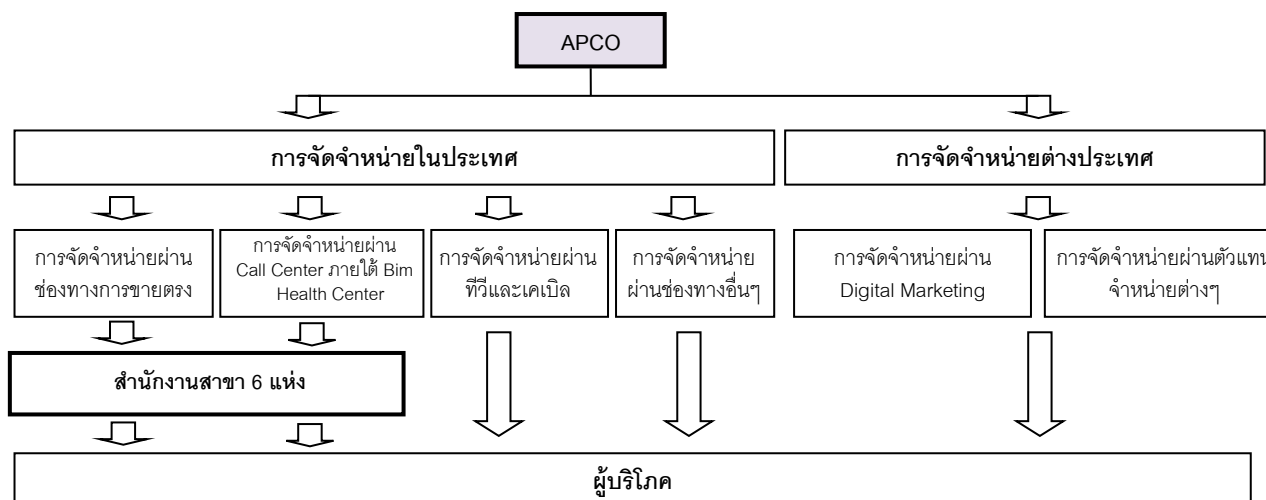 APCO
การจัดจำหน่ายในประเทศ
การจัดจำหน่ายต่างประเทศ
การจัดจำหน่ายผ่าน
ช่องทางการขายตรง
การจัดจำหน่ายผ่าน
Call Center ภายใต้ Bim
Health Center
การจัดจำหน่ายผ่าน
ทีวีและเคเบิล
การจัดจำหน่าย
ผ่านช่องทางอื่นๆ
การจัดจำหน่ายผ่าน
Digital Marketing
การจัดจำหน่ายผ่านตัวแทน
จำหน่ายต่างๆ
สำนักงานสาขา 6 แห่ง
ผู้บริโภค